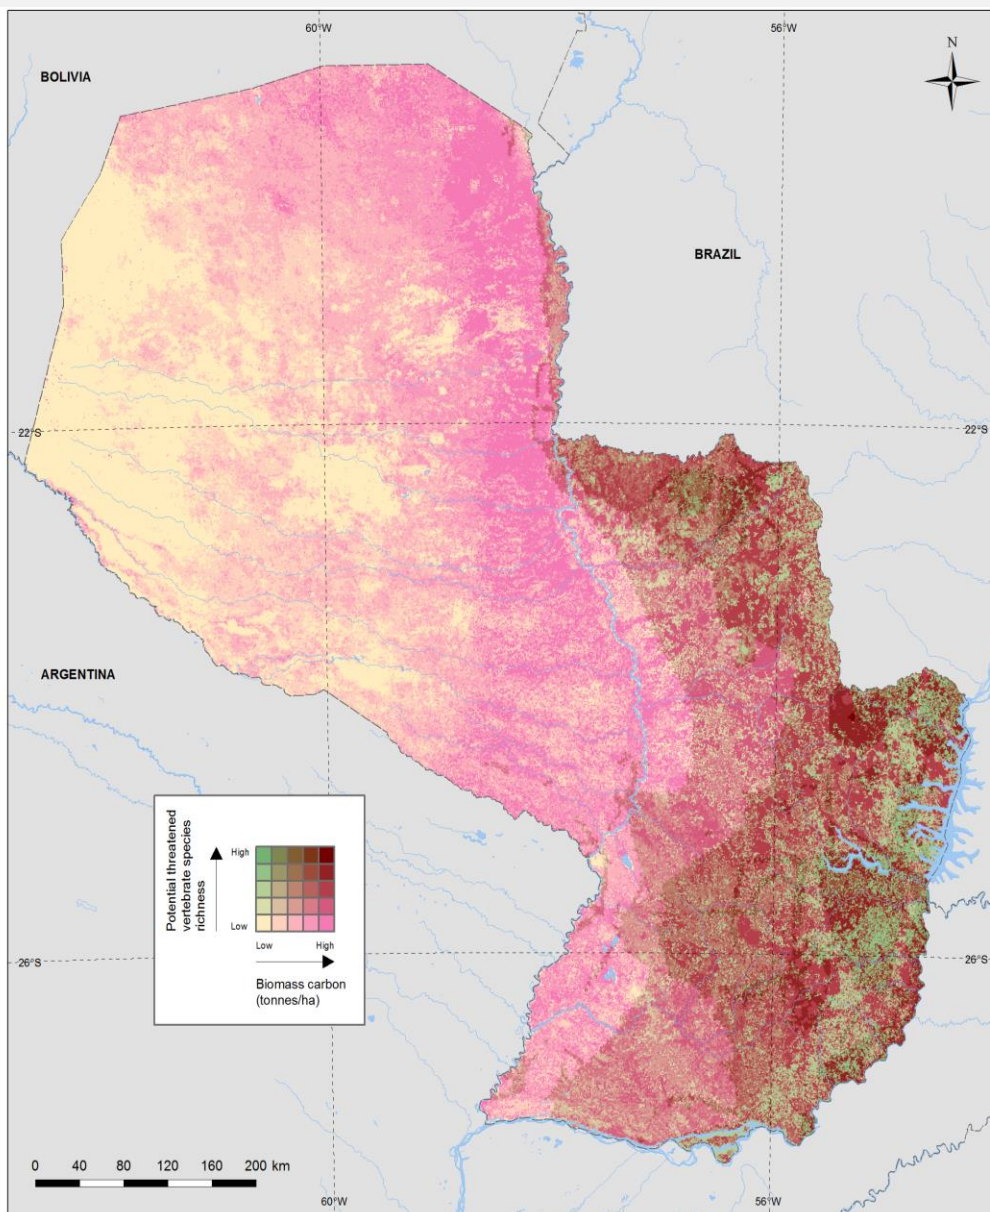 60°W
56°W
N
BOLIVIA
BRAZIL
22°S
22°S
ARGENTINA
Potential threatened
vertebrate species
richness
High
Low
Low
High
Biomass carbon
(tonnes/ha)
26°S
26°S
0 40 80 120 160 200 km
60°W
56°W